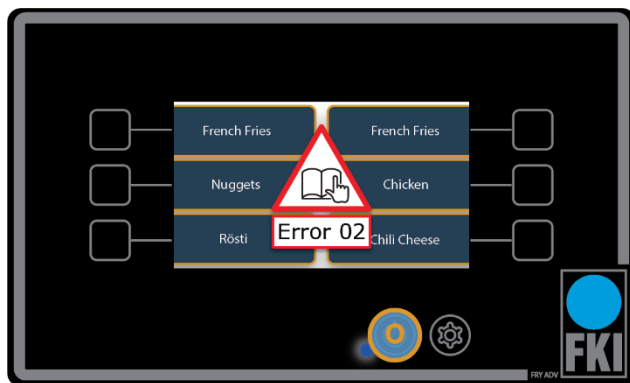 French Fries
French Fries
Nuggets
Chicken
Rösti
Error 02
Chili Cheese
O
FKI
FRY ADV